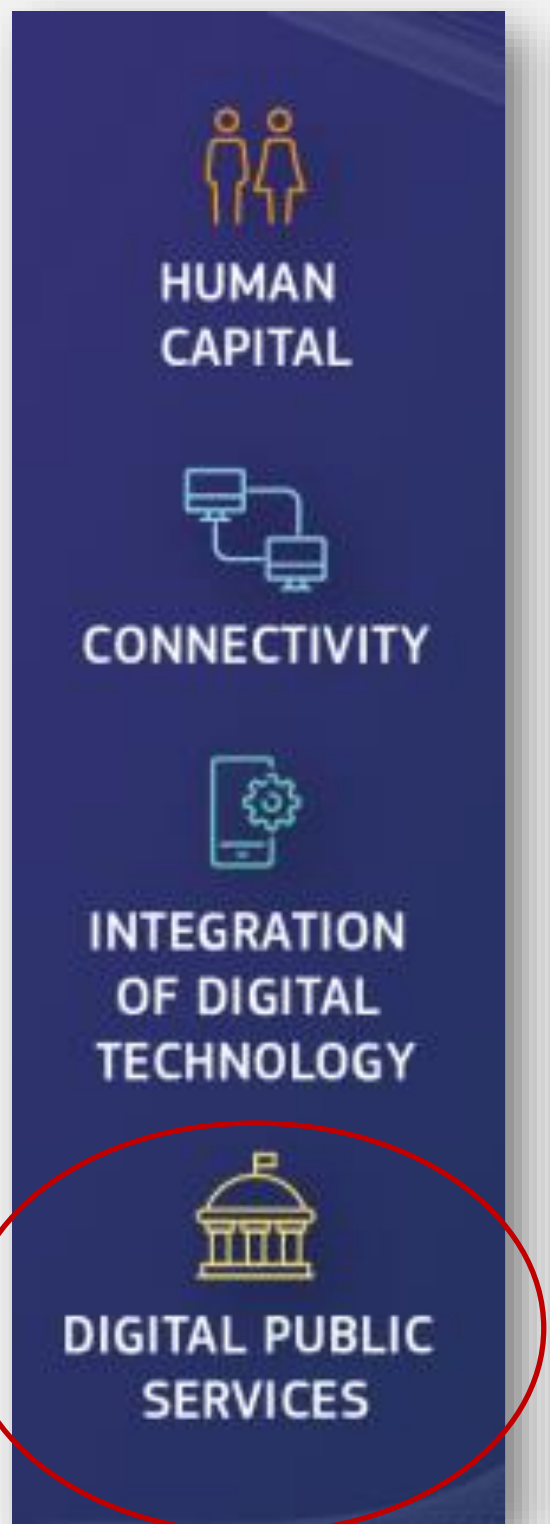 HUMAN
CAPITAL
CONNECTIVITY
INTEGRATION
OF DIGITAL
TECHNOLOGY
DIGITAL PUBLIC
SERVICES